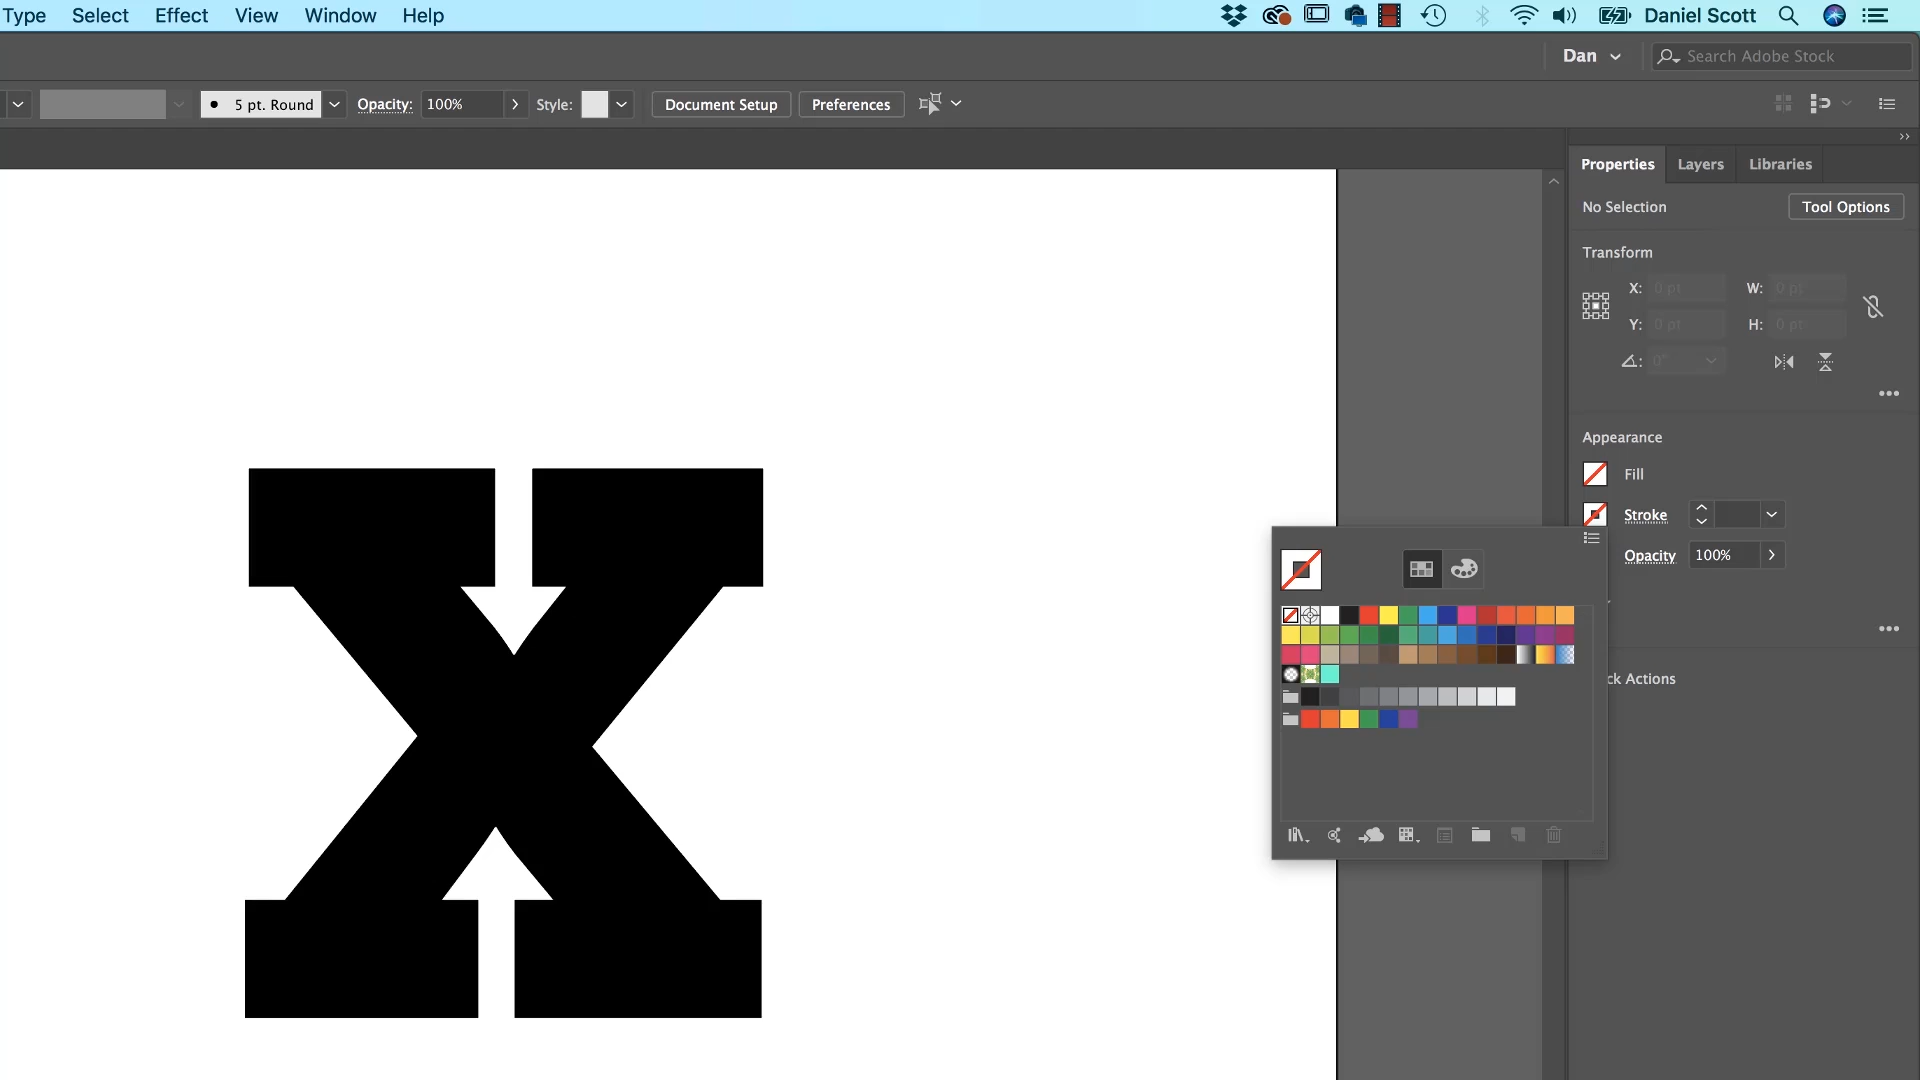 Type Select Effect View Window Help Daniel Scott
Dan Search Adobe Stock
5 pt. Round Opacity: 100% Style: Document Setup Preferences
Properties Layers Libraries
No Selection Tool Options
Transform
X: 0 pt W: 0 pt
Y: 0 pt H: 0 pt
0°
Appearance
Fill
Stroke
Opacity 100%
ck Actions
X